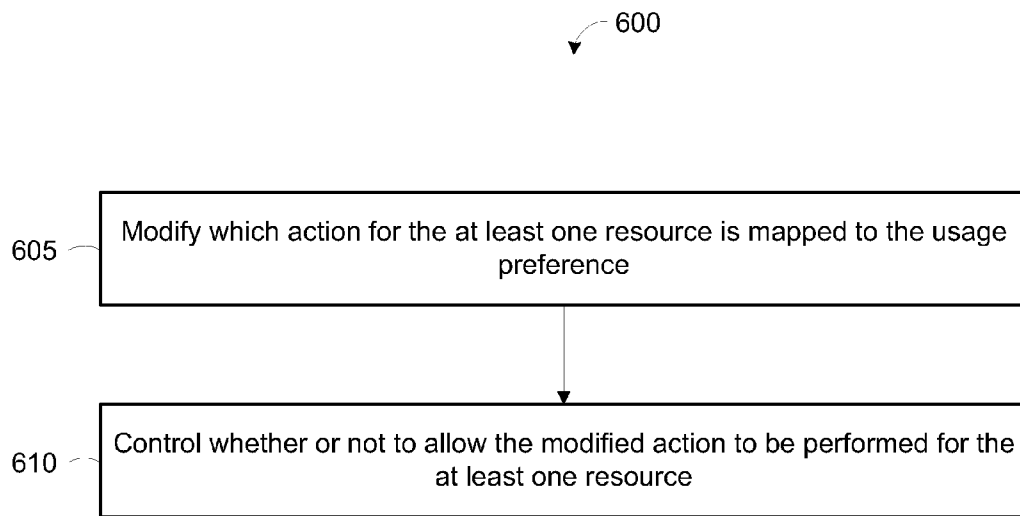 600
605
Modify which action for the at least one resource is mapped to the usage
preference
610
Control whether or not to allow the modified action to be performed for the
at least one resource